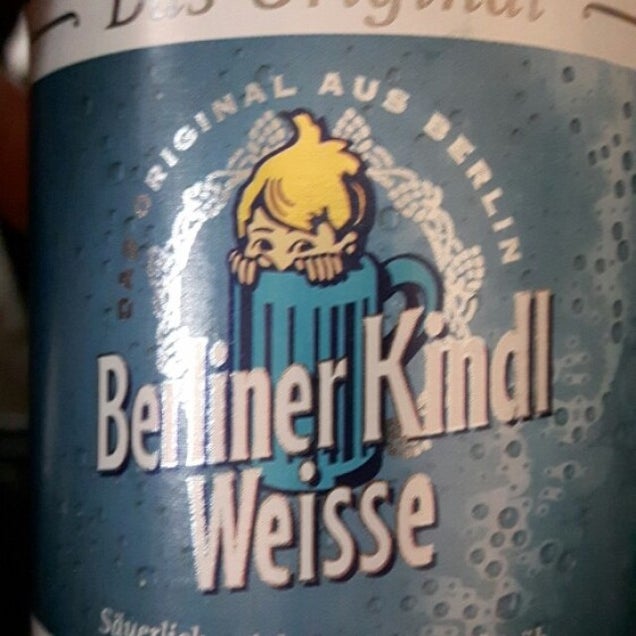 Das Original
DAS ORIGINAL AUS BERLIN
Berliner Kindl
Weisse